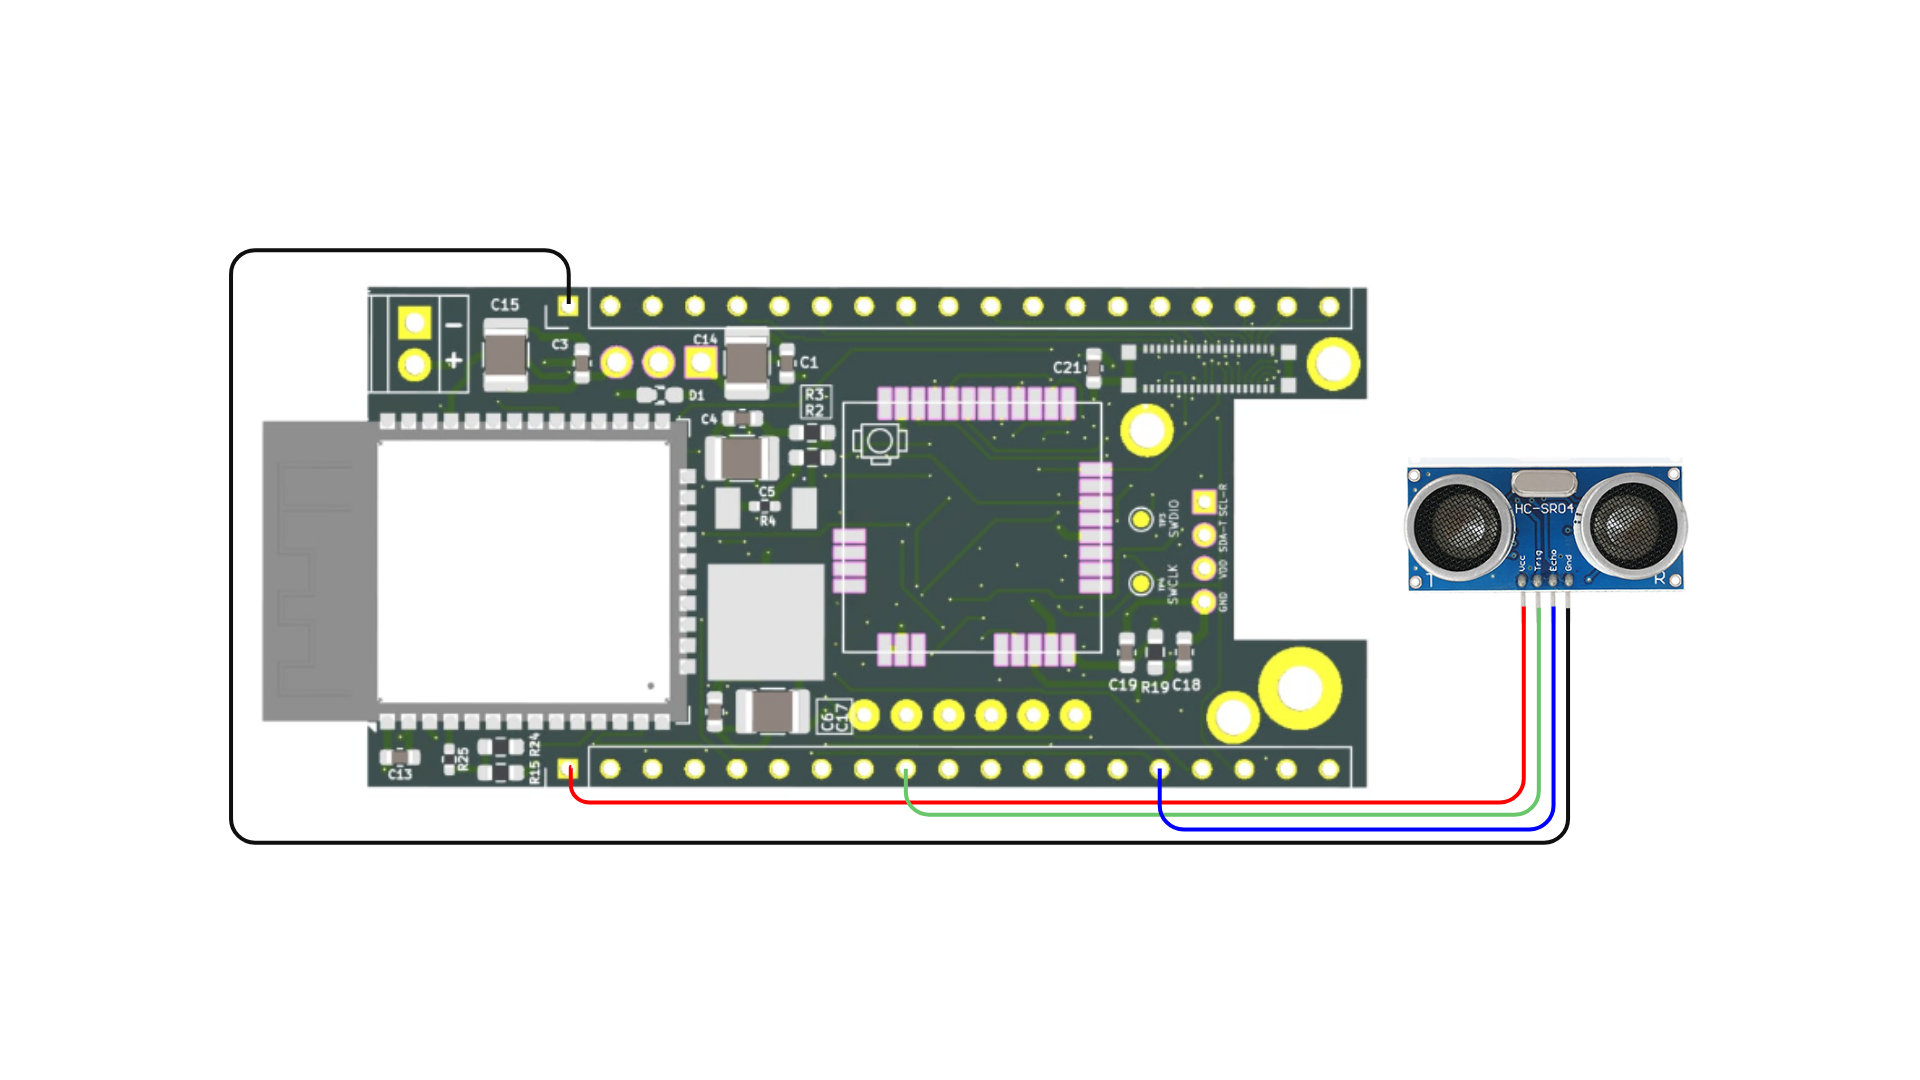 C15
C3
C14
C1
C21
− 
+
D1
R3
R2
C4
C5
R4
SCL-R
SDA-T
VDD
GND
TP3
SWDIO
TP4
SWCLK
C19 R19 C18
C6
C17
C13
R25
R24
R15
HC-SR04
Vcc
Trig
Echo
Gnd
T
R